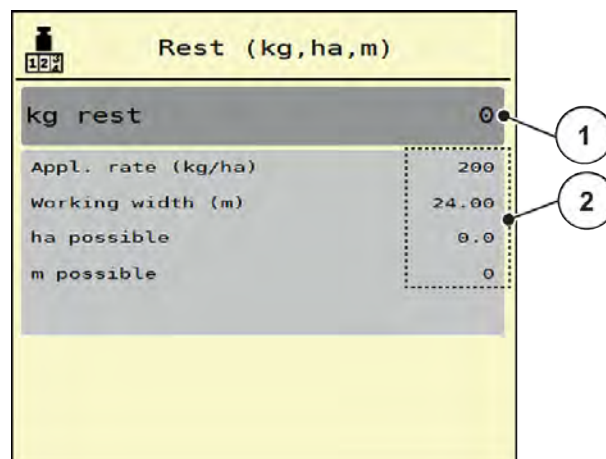 Rest (kg,ha,m)
kg rest 0
1
Appl. rate (kg/ha) 200
Working width (m) 24.00
2
ha possible 0.0
m possible 0